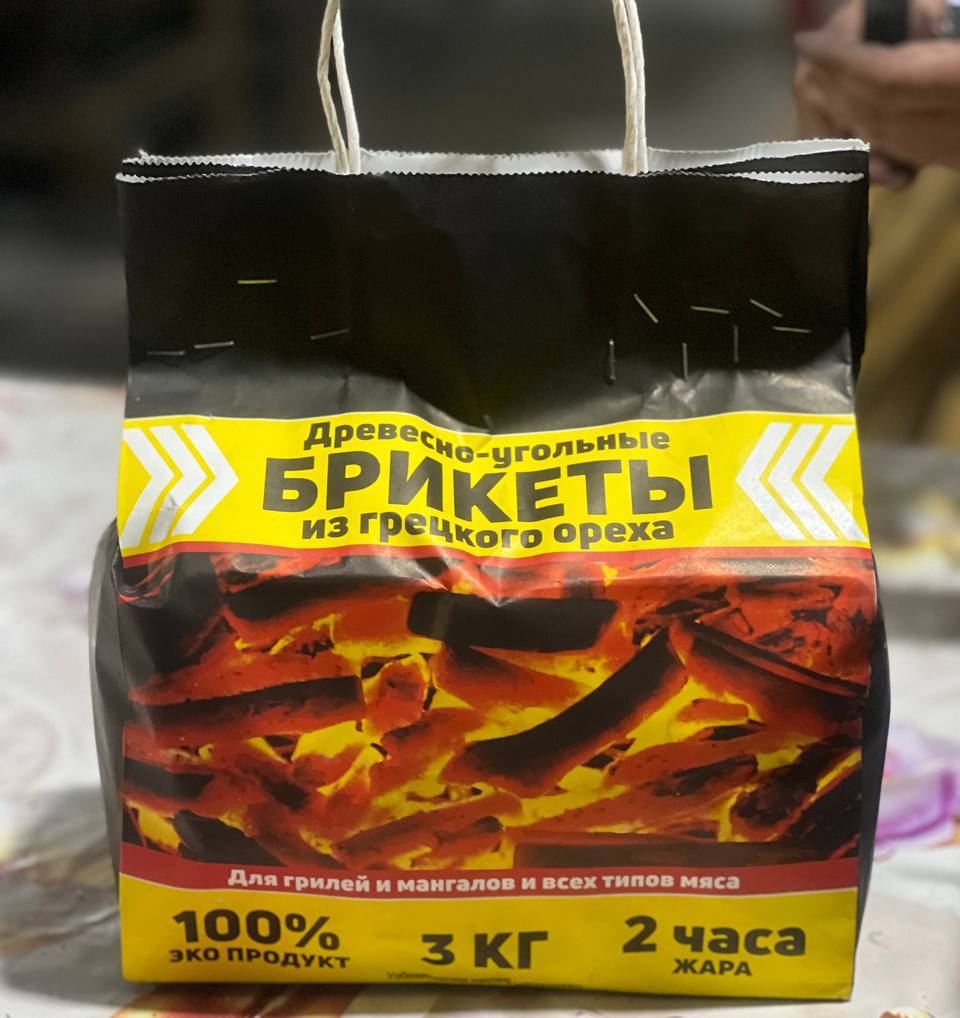 Древесно-угольные
БРИКЕТЫ
из грецкого ореха
Для грилей и мангалов и всех типов мяса
100%
ЭКО ПРОДУКТ
3 КГ
2 часа
ЖАРА